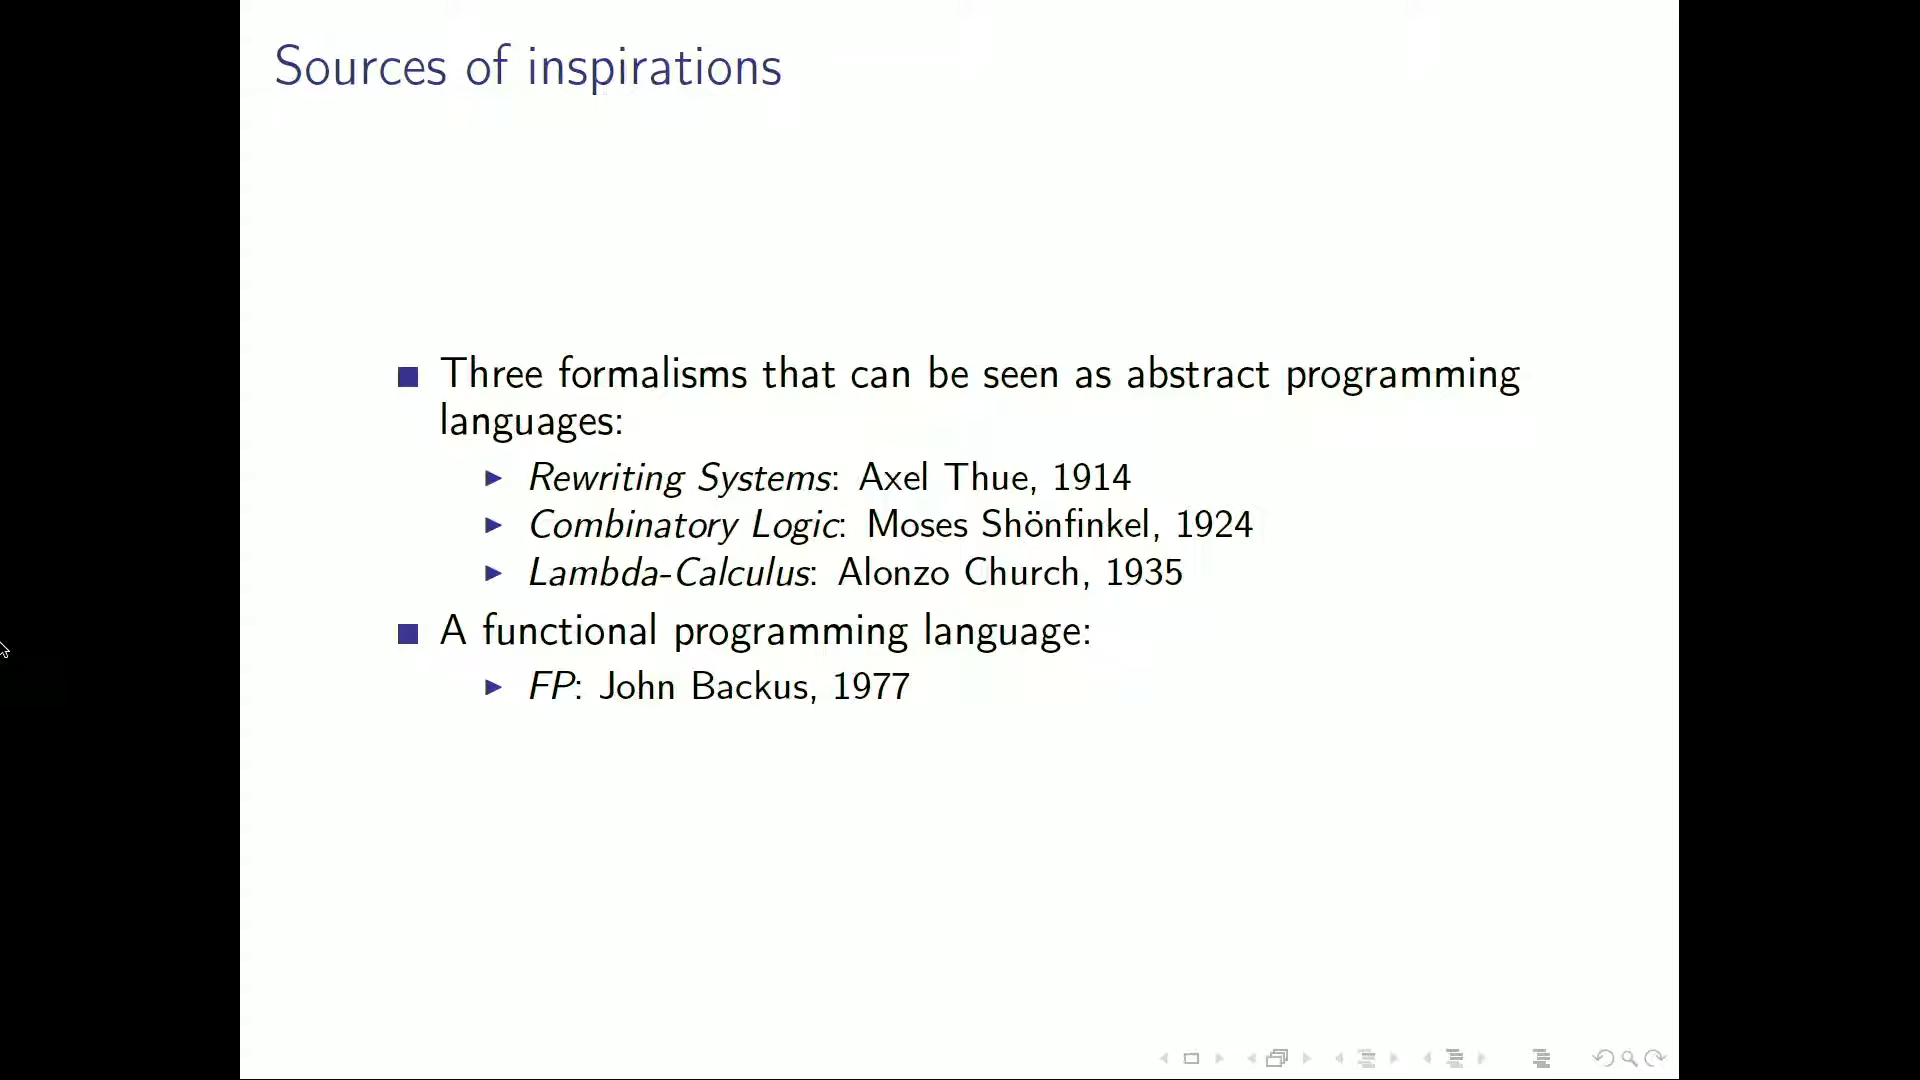 Sources of inspirations
Three formalisms that can be seen as abstract programming
languages:
Rewriting Systems: Axel Thue, 1914
Combinatory Logic: Moses Shönfinkel, 1924
Lambda-Calculus: Alonzo Church, 1935
A functional programming language:
FP: John Backus, 1977